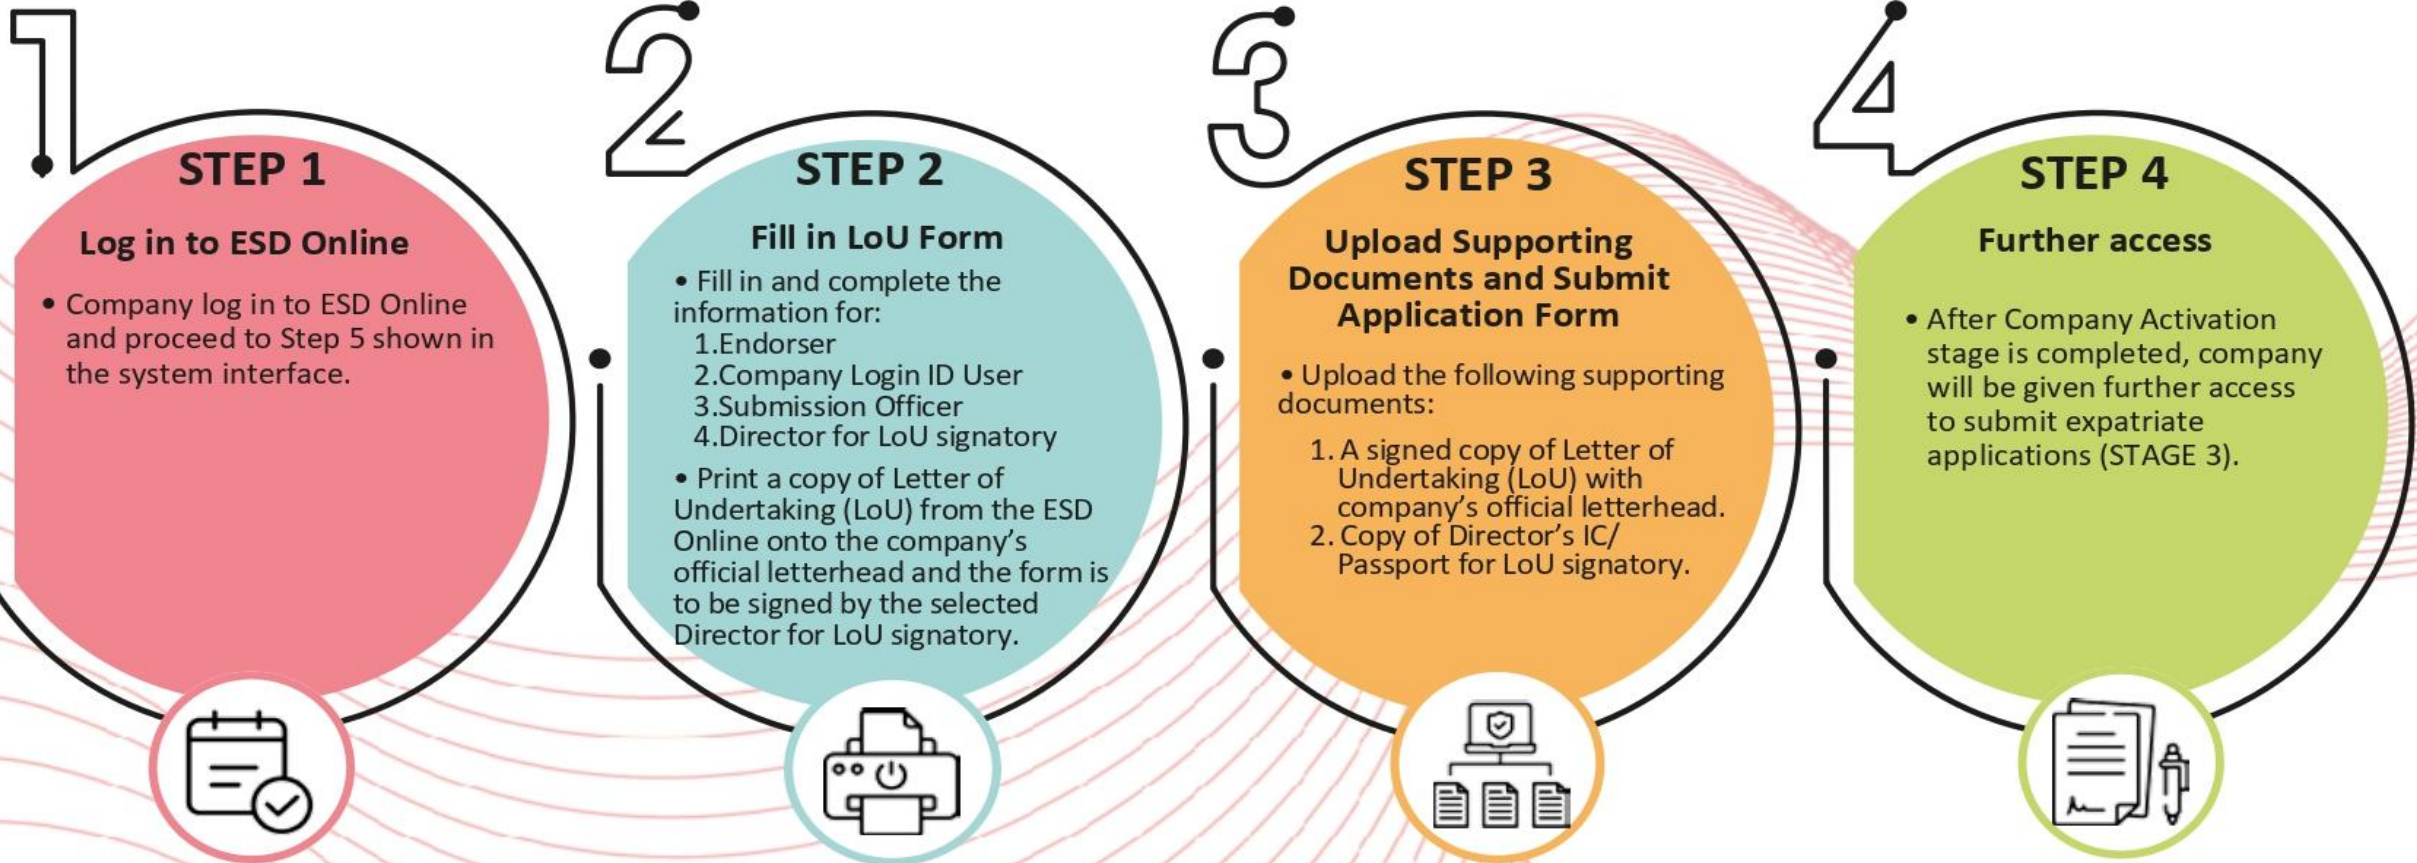 1
STEP 1
Log in to ESD Online
• Company log in to ESD Online
and proceed to Step 5 shown in
the system interface.
2
STEP 2
Fill in LoU Form
• Fill in and complete the
information for:
1.Endorser
2.Company Login ID User
3.Submission Officer
4.Director for LoU signatory
• Print a copy of Letter of
Undertaking (LoU) from the ESD
Online onto the company's
official letterhead and the form is
to be signed by the selected
Director for LoU signatory.
3
STEP 3
Upload Supporting
Documents and Submit
Application Form
• Upload the following supporting
documents:
1. A signed copy of Letter of
Undertaking (LoU) with
company's official letterhead.
2. Copy of Director's IC/
Passport for LoU signatory.
4
STEP 4
Further access
• After Company Activation
stage is completed, company
will be given further access
to submit expatriate
applications (STAGE 3).